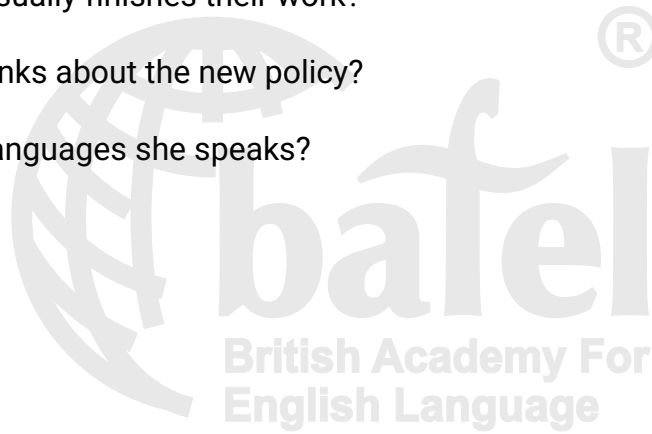 usually finishes their work?
nks about the new policy?
anguages she speaks?
®
bafel
British Academy For
English Language